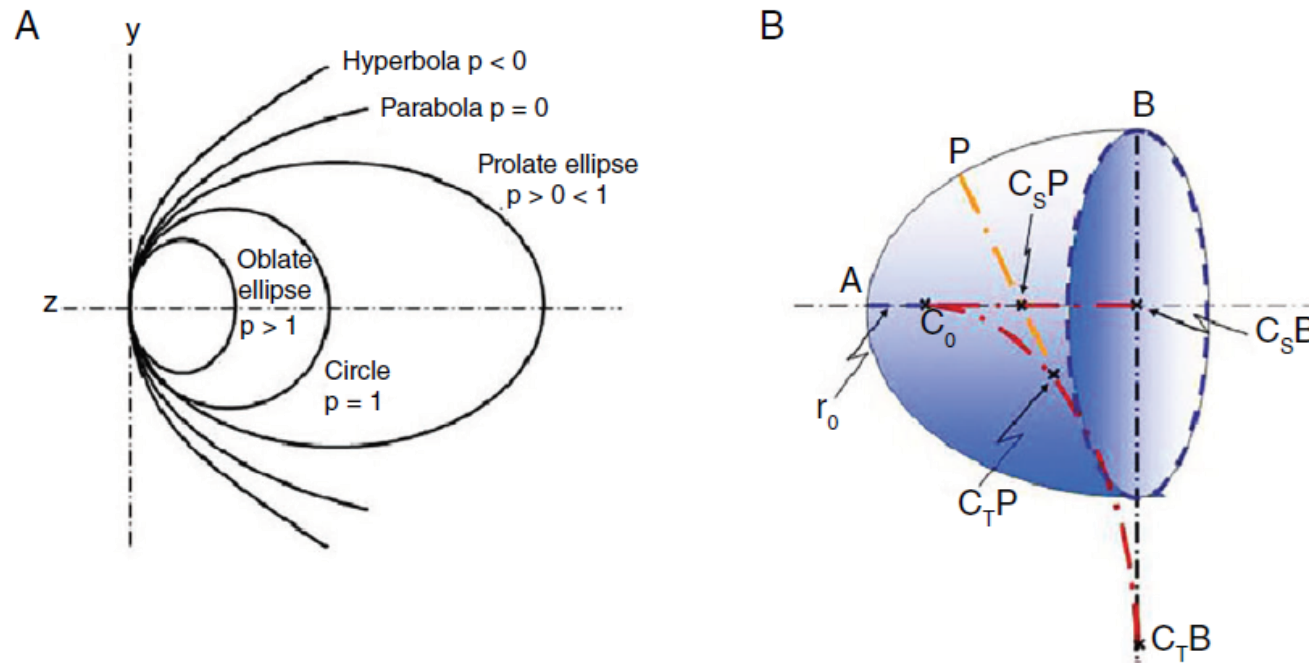 A
y
Hyperbola p < 0
Parabola p = 0
Prolate ellipse
p > 0 < 1
Oblate
ellipse
p > 1
z
Circle
p = 1
B
B
P
CSP
A
C0
CSB
r0
CTP
CTB